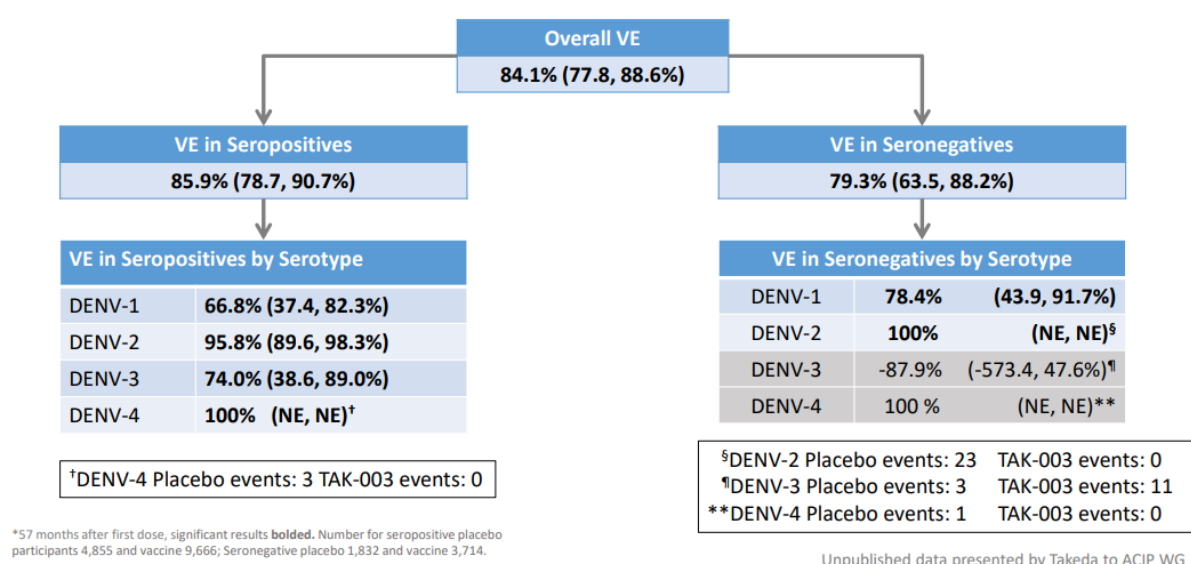 Overall VE
84.1% (77.8, 88.6%)
VE in Seropositives
85.9% (78.7, 90.7%)
VE in Seronegatives
79.3% (63.5, 88.2%)
VE in Seropositives by Serotype
DENV-1 66.8% (37.4, 82.3%)
DENV-2 95.8% (89.6, 98.3%)
DENV-3 74.0% (38.6, 89.0%)
DENV-4 100% (NE, NE)†
†DENV-4 Placebo events: 3 TAK-003 events: 0
VE in Seronegatives by Serotype
DENV-1 78.4% (43.9, 91.7%)
DENV-2 100% (NE, NE)§
DENV-3 -87.9% (-573.4, 47.6%)¶
DENV-4 100 % (NE, NE)**
§DENV-2 Placebo events: 23 TAK-003 events: 0
¶DENV-3 Placebo events: 3 TAK-003 events: 11
**DENV-4 Placebo events: 1 TAK-003 events: 0
*57 months after first dose, significant results bolded. Number for seropositive placebo
participants 4,855 and vaccine 9,666; Seronegative placebo 1,832 and vaccine 3,714.
Unpublished data presented by Takeda to ACIP WG